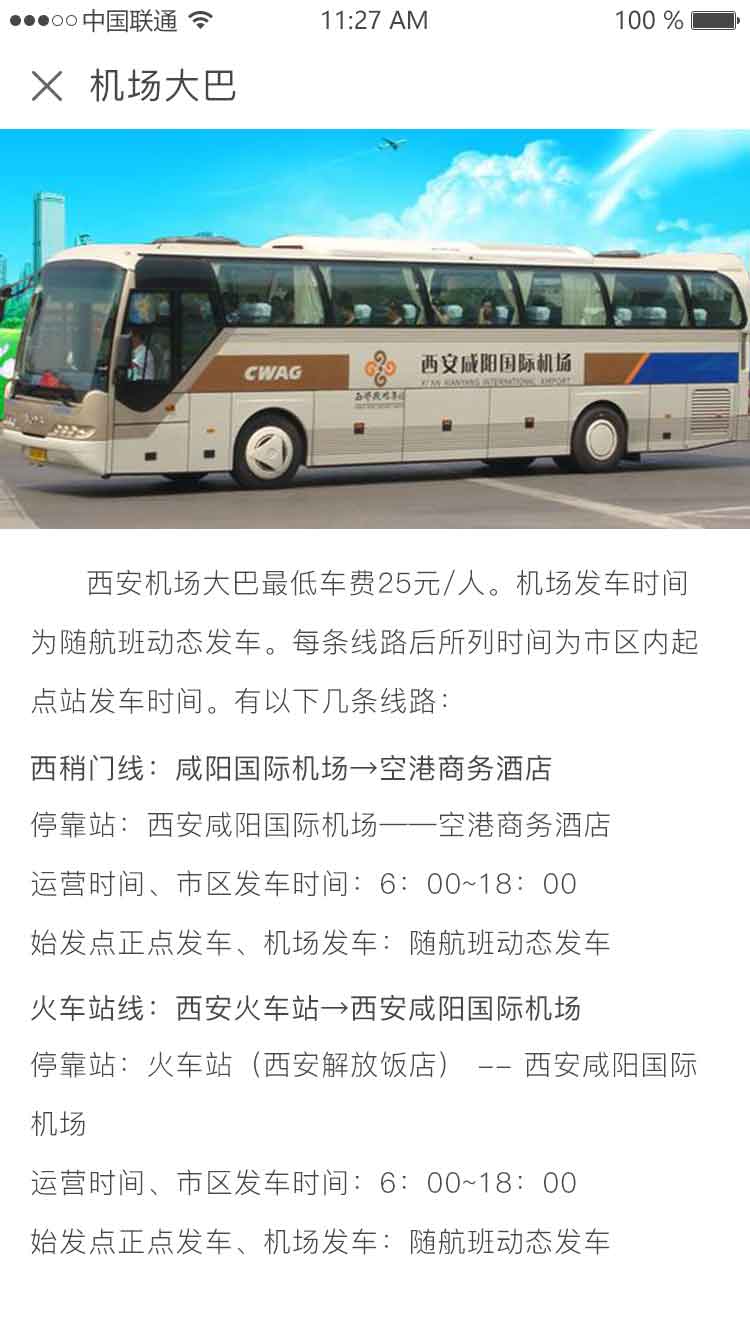 中国联通
11:27 AM
100 %
机场大巴
CWAG
西安咸阳国际机场
XI'AN XIANYANG INTERNATIONAL AIRPORT
西安机场大巴最低车费25元/人。机场发车时间
为随航班动态发车。每条线路后所列时间为市区内起
点站发车时间。有以下几条线路：
西稍门线：咸阳国际机场→空港商务酒店
停靠站：西安咸阳国际机场——空港商务酒店
运营时间、市区发车时间：6：00~18：00
始发点正点发车、机场发车：随航班动态发车
火车站线：西安火车站→西安咸阳国际机场
停靠站：火车站（西安解放饭店） -- 西安咸阳国际
机场
运营时间、市区发车时间：6：00~18：00
始发点正点发车、机场发车：随航班动态发车